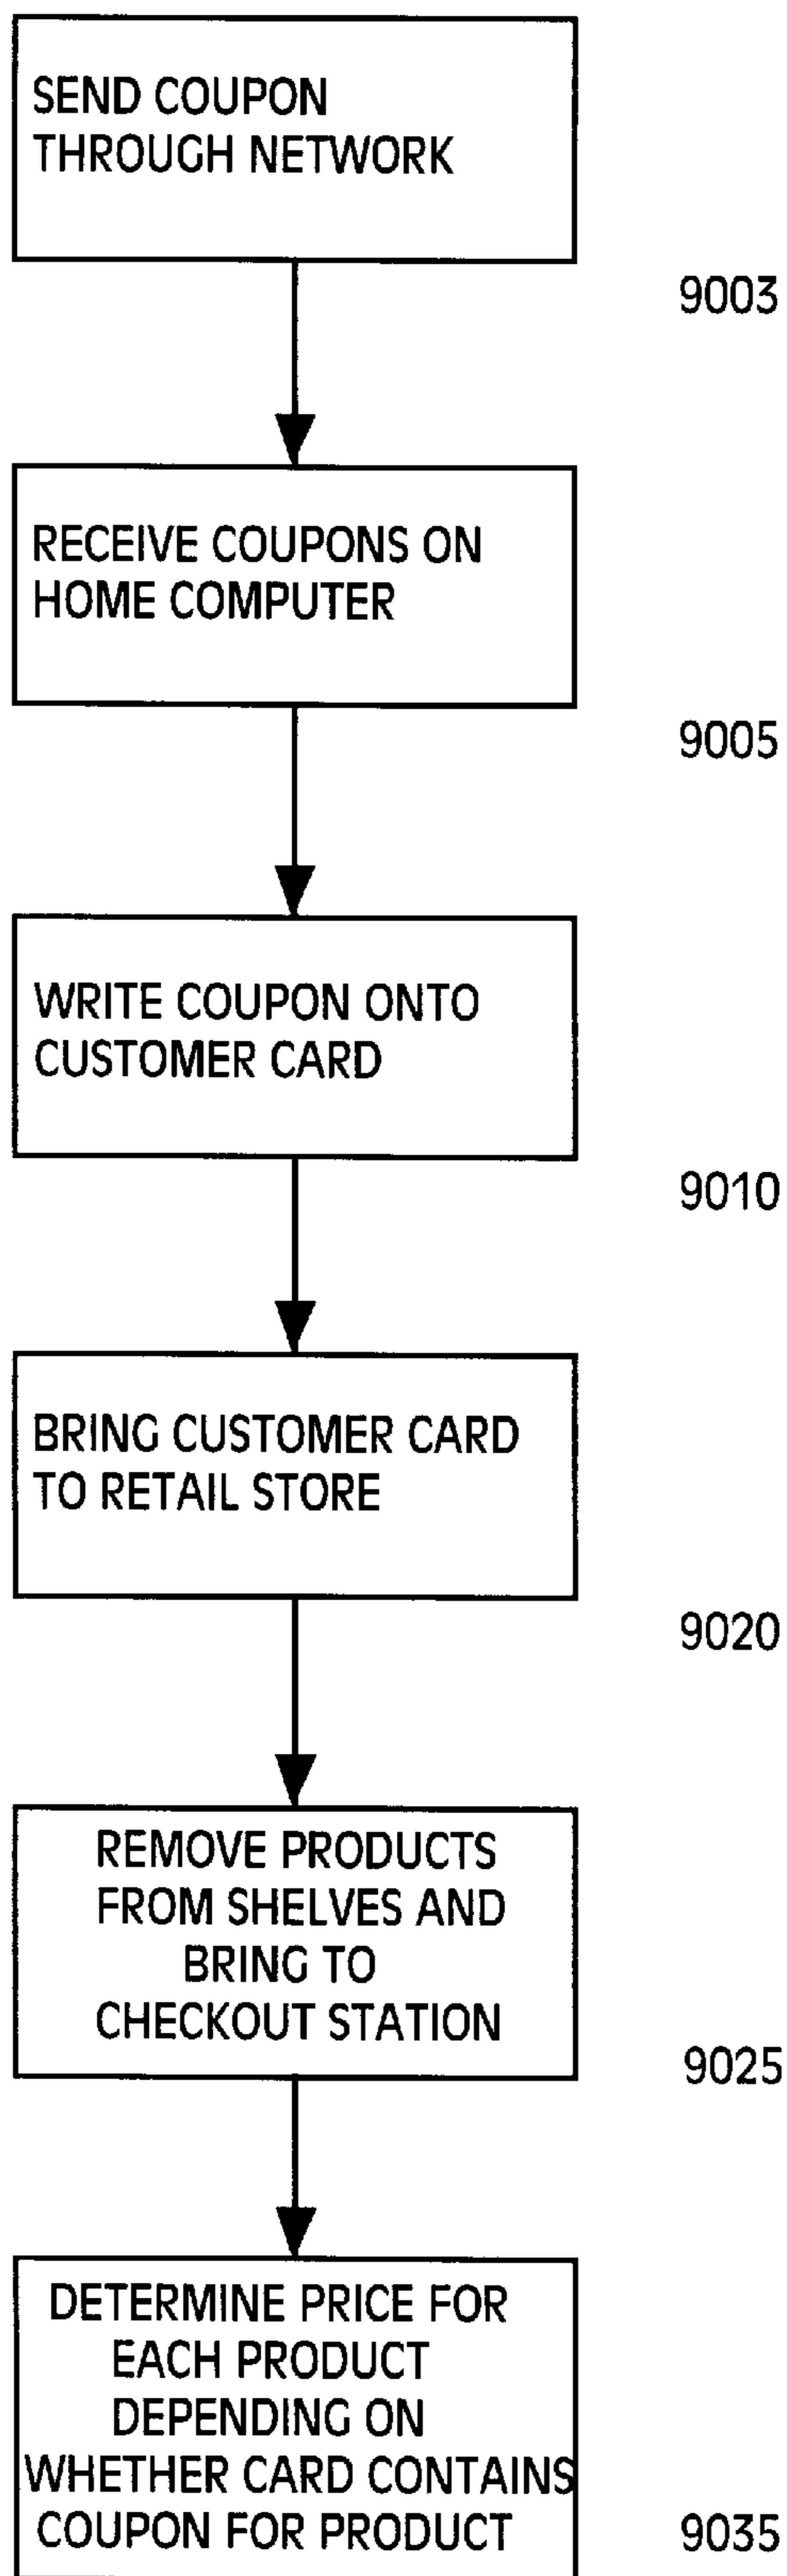 SEND COUPON
THROUGH NETWORK
9003
RECEIVE COUPONS ON
HOME COMPUTER
9005
WRITE COUPON ONTO
CUSTOMER CARD
9010
BRING CUSTOMER CARD
TO RETAIL STORE
9020
REMOVE PRODUCTS
FROM SHELVES AND
BRING TO
CHECKOUT STATION
9025
DETERMINE PRICE FOR
EACH PRODUCT
DEPENDING ON
WHETHER CARD CONTAINS
COUPON FOR PRODUCT
9035